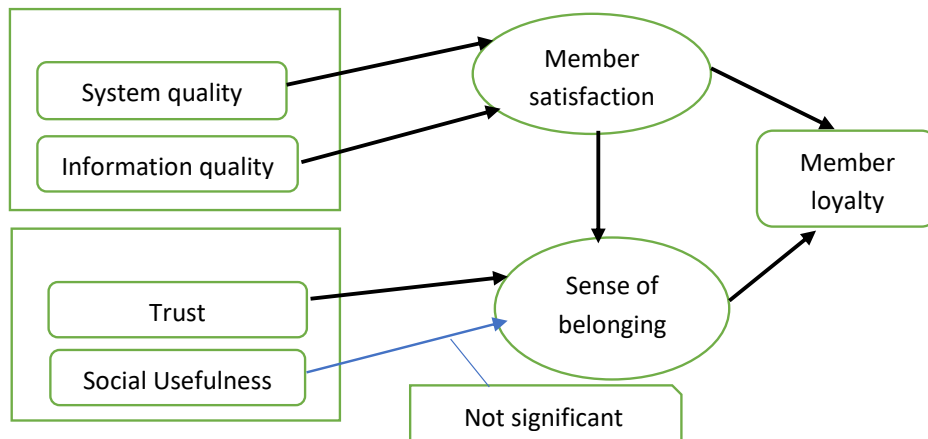 System quality
Information quality
Member
satisfaction
Member
loyalty
Trust
Social Usefulness
Sense of
belonging
Not significant